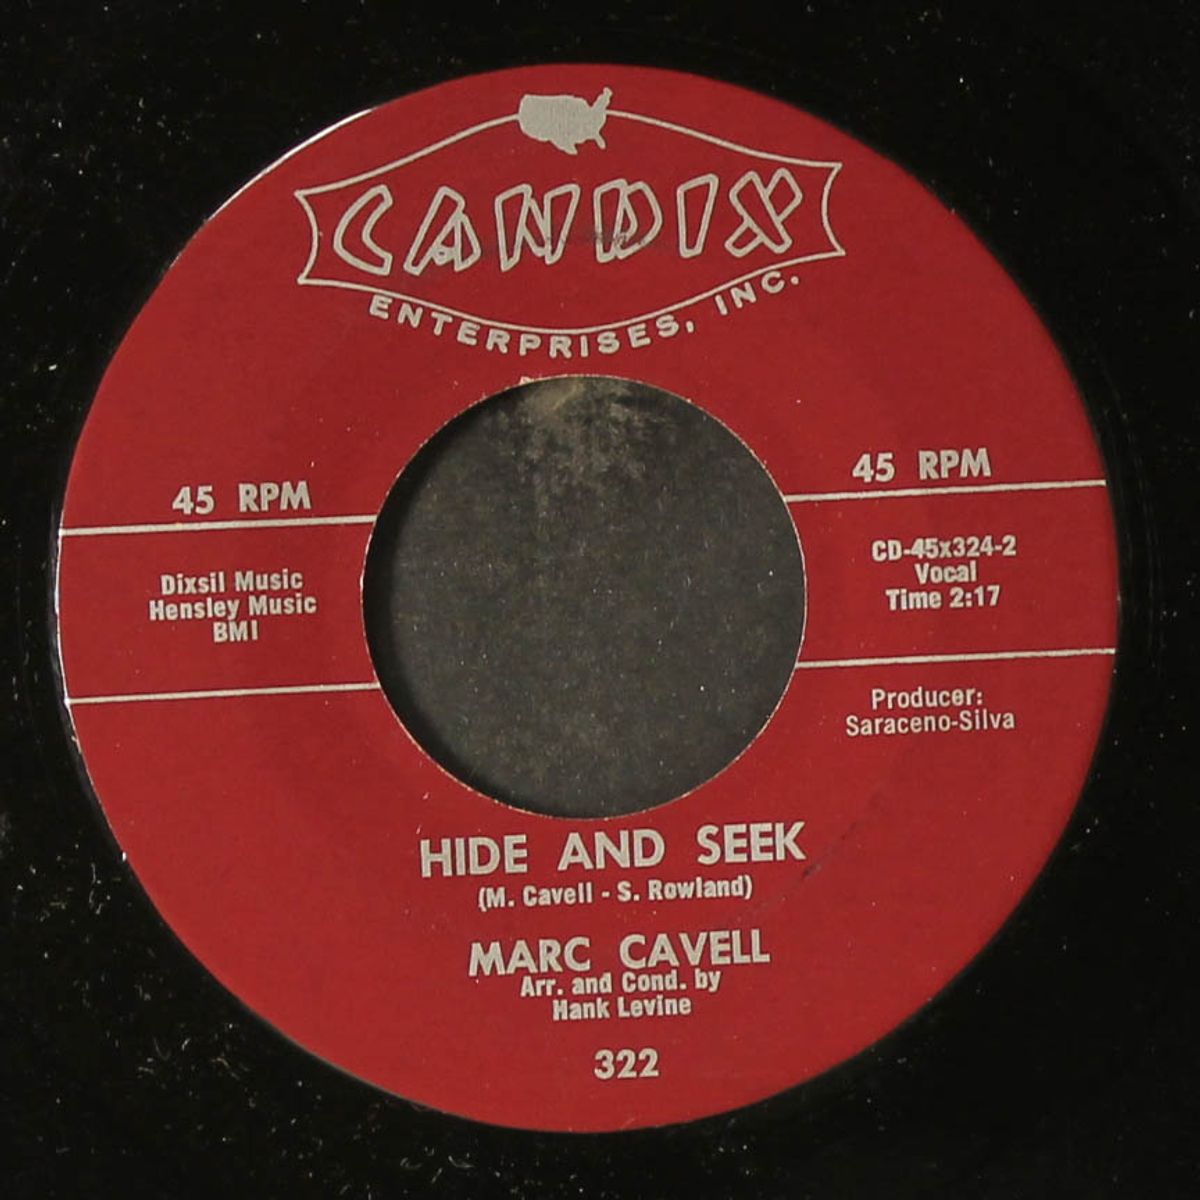 CANDIX
ENTERPRISES, INC.
45 RPM
45 RPM
Dixsil Music
Hensley Music
BMI
CD-45x324-2
Vocal
Time 2:17
Producer:
Saraceno-Silva
HIDE AND SEEK
(M. Cavell - S. Rowland)
MARC CAVELL
Arr. and Cond. by
Hank Levine
322